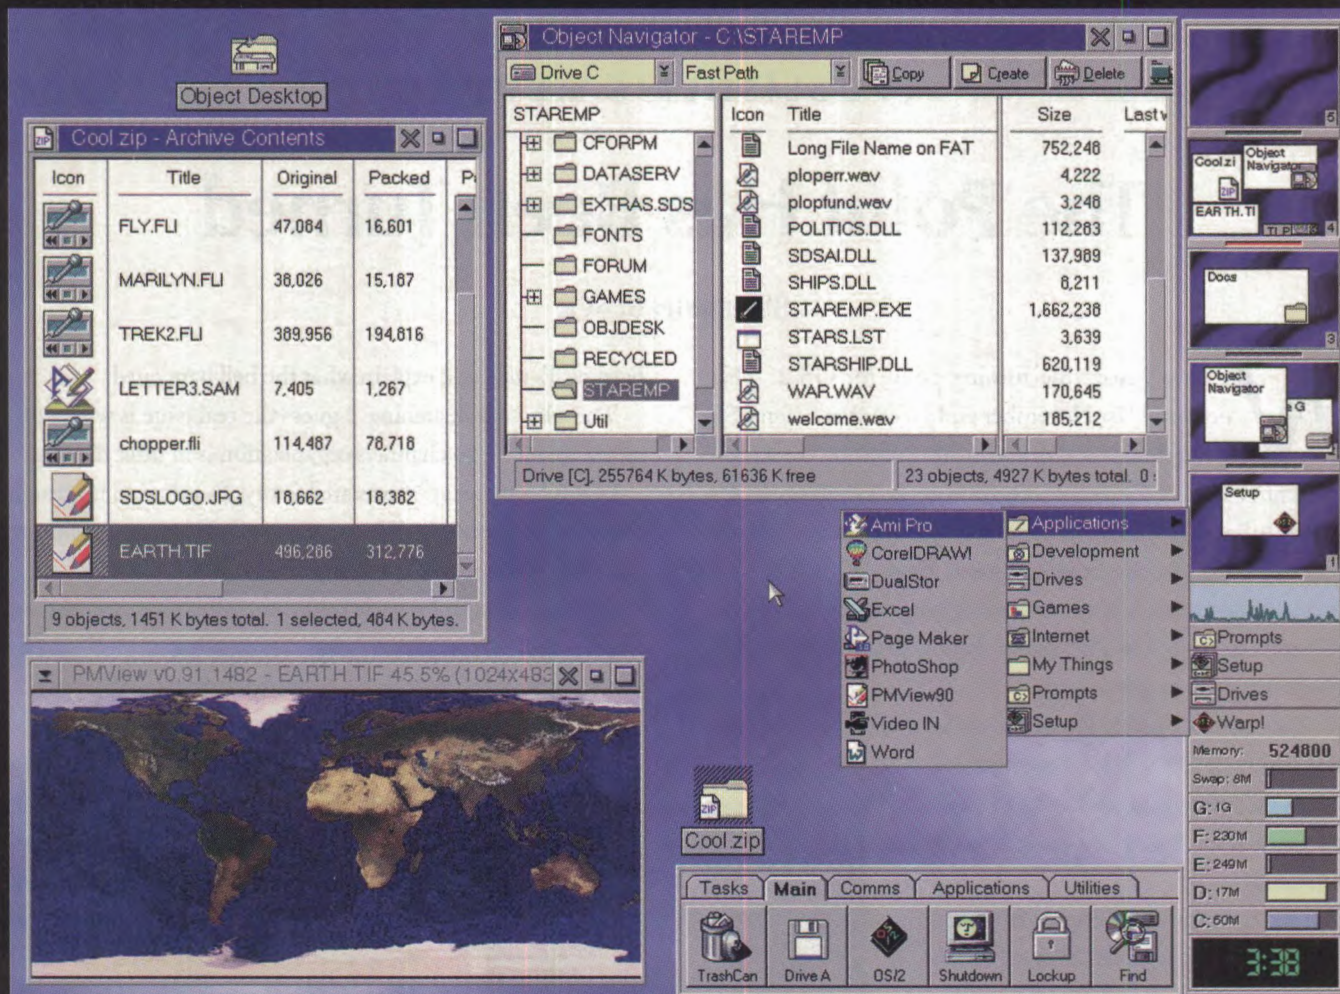 Object Desktop
Cool.zip - Archive Contents
Icon Title Original Packed
FLY.FLI 47,084 16,601
MARILYN.FLI 38,026 15,187
TREK2.FLI 389,956 194,816
LETTER3.SAM 7,405 1,267
chopper.fli 114,487 78,718
SDSLOGO.JPG 18,662 18,382
EARTH.TIF 496,286 312,776
9 objects, 1451 K bytes total. 1 selected, 484 K bytes.
Object Navigator - C:\STAREMP
Drive C Fast Path Copy Create Delete
STAREMP
CFORPM
DATASERV
EXTRAS.SDS
FONTS
FORUM
GAMES
OBJDESK
RECYCLED
STAREMP
Util
Icon Title Size Last
Long File Name on FAT 752,248
ploperr.wav 4,222
plopfund.wav 3,248
POLITICS.DLL 112,283
SDSAI.DLL 137,989
SHIPS.DLL 8,211
STAREMP.EXE 1,662,238
STARS.LST 3,639
STARSHIP.DLL 620,119
WAR.WAV 170,645
welcome.wav 185,212
Drive [C], 255764 K bytes, 61636 K free
23 objects, 4927 K bytes total. 0
PMView v0.91 1482 - EARTH.TIF 45.5% (1024x483
Ami Pro
CorelDRAW!
DualStor
Excel
Page Maker
PhotoShop
PMView90
Video IN
Word
Applications
Development
Drives
Games
Internet
My Things
Prompts
Setup
ZIP
Cool.zip
Tasks Main Comms Applications Utilities
TrashCan Drive A OS/2 Shutdown Lockup Find
5
Cool.zi
Object
Navigator
ZIP
EARTH.TI
TLP
4
Docs
3
Object
Navigator
Setup
1
Prompts
Setup
Drives
Warp!
Memory: 524800
Swap: 8M
G: 1G
F: 230M
E: 249M
D: 17M
C: 60M
3:38